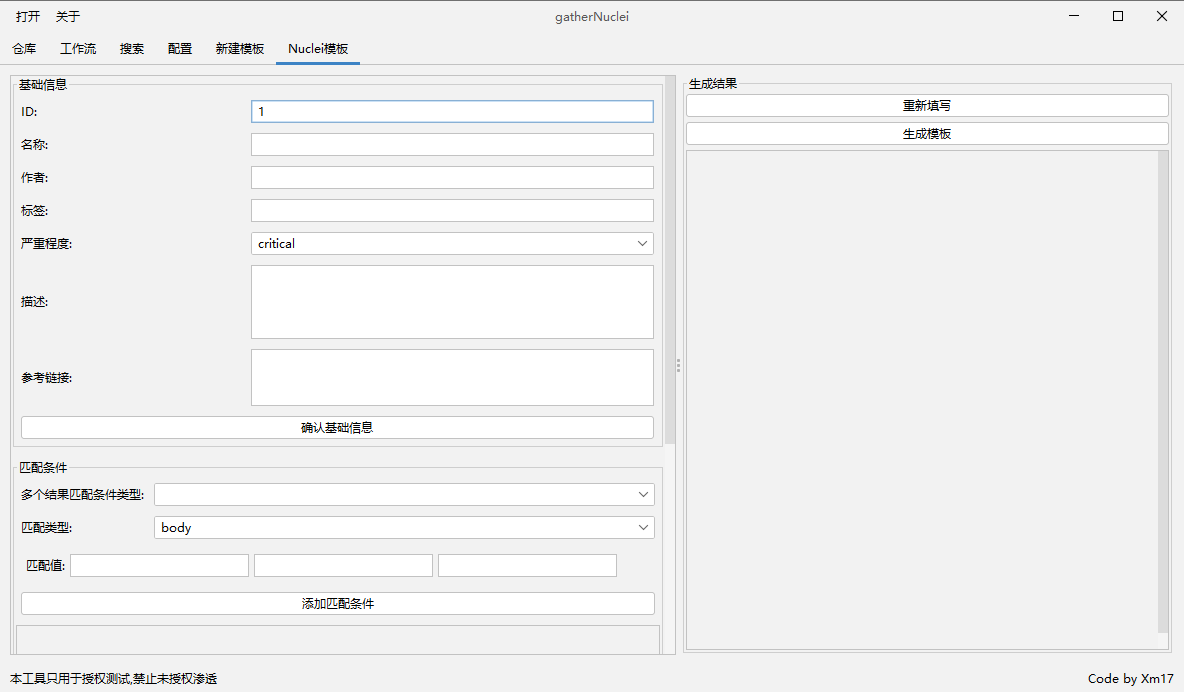 打开 关于 gatherNuclei
仓库 工作流 搜索 配置 新建模板 Nuclei模板
基础信息
ID: 1
名称:
作者:
标签:
严重程度: critical
描述:
参考链接:
确认基础信息
匹配条件
多个结果匹配条件类型:
匹配类型: body
匹配值:
添加匹配条件
生成结果
重新填写
生成模板
本工具只用于授权测试,禁止未授权渗透 Code by Xm17